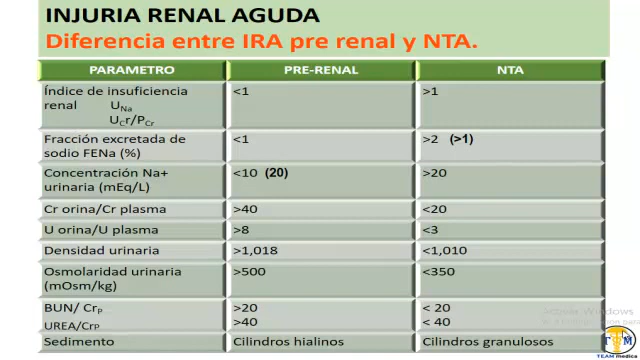 INJURIA RENAL AGUDA
Diferencia entre IRA pre renal y NTA.
PARAMETRO PRE-RENAL NTA
Índice de insuficiencia <1 >1
renal UNa
UCr/PCr
Fracción excretada de <1 >2 (>1)
sodio FENa (%)
Concentración Na+ <10 (20) >20
urinaria (mEq/L)
Cr orina/Cr plasma >40 <20
U orina/U plasma >8 <3
Densidad urinaria >1,018 <1,010
Osmolaridad urinaria >500 <350
(mOsm/kg)
BUN/ CrP >20 < 20
UREA/CrP >40 < 40
Sedimento Cilindros hialinos Cilindros granulosos
Activar Windows
TEAM medica